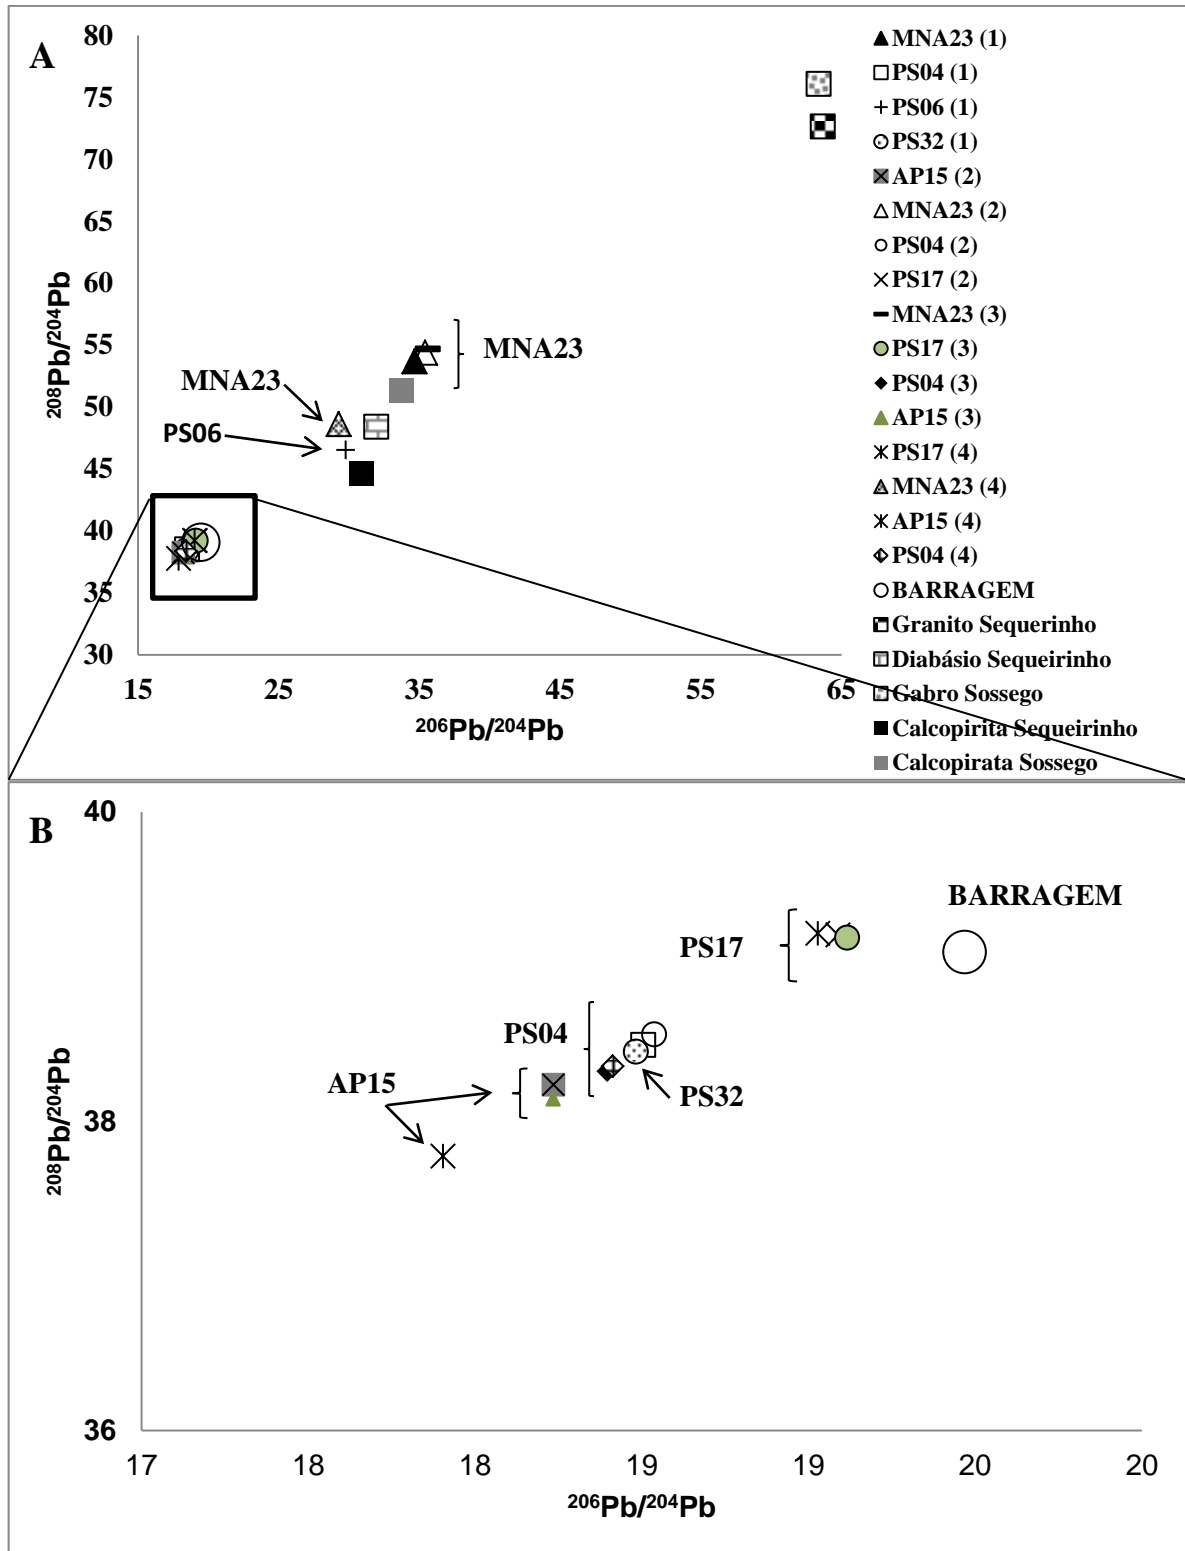 A
80
75
70
65
60
55
50
45
40
35
30
15
25
35
45
55
65
²⁰⁸Pb/²⁰⁴Pb
²⁰⁶Pb/²⁰⁴Pb
MNA23
MNA23
PS06
MNA23 (1)
PS04 (1)
PS06 (1)
PS32 (1)
AP15 (2)
MNA23 (2)
PS04 (2)
PS17 (2)
MNA23 (3)
PS17 (3)
PS04 (3)
AP15 (3)
PS17 (4)
MNA23 (4)
AP15 (4)
PS04 (4)
BARRAGEM
Granito Sequerinho
Diabásio Sequeirinho
Gabro Sossego
Calcopirita Sequeirinho
Calcopirata Sossego
B
40
38
36
17
18
18
19
19
20
20
²⁰⁸Pb/²⁰⁴Pb
²⁰⁶Pb/²⁰⁴Pb
BARRAGEM
PS17
PS04
PS32
AP15